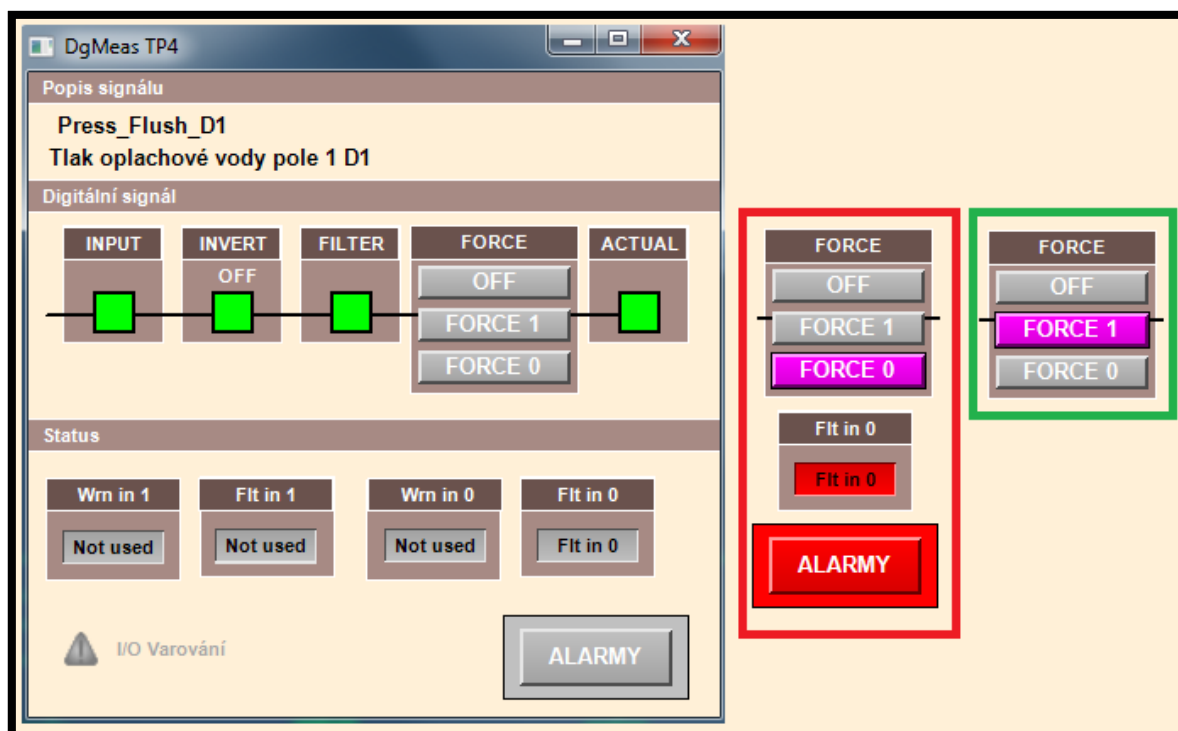 DgMeas TP4
Popis signálu
Press_Flush_D1
Tlak oplachové vody pole 1 D1
Digitální signál
INPUT INVERT FILTER FORCE ACTUAL
OFF OFF
FORCE 1
FORCE 0
Status
Wrn in 1 Flt in 1 Wrn in 0 Flt in 0
Not used Not used Not used Flt in 0
I/O Varování
ALARMY
FORCE
OFF
FORCE 1
FORCE 0
Flt in 0
Flt in 0
ALARMY
FORCE
OFF
FORCE 1
FORCE 0